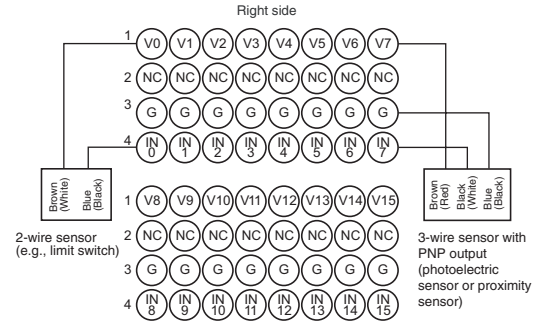 Right side
1 V0 V1 V2 V3 V4 V5 V6 V7
2 NC NC NC NC NC NC NC NC
3 G G G G G G G G
4 IN 0 IN 1 IN 2 IN 3 IN 4 IN 5 IN 6 IN 7
Brown (White)
Blue (Black)
2-wire sensor
(e.g., limit switch)
Brown (Red)
Black (White)
Blue (Black)
3-wire sensor with
PNP output
(photoelectric
sensor or proximity
sensor)
1 V8 V9 V10 V11 V12 V13 V14 V15
2 NC NC NC NC NC NC NC NC
3 G G G G G G G G
4 IN 8 IN 9 IN 10 IN 11 IN 12 IN 13 IN 14 IN 15